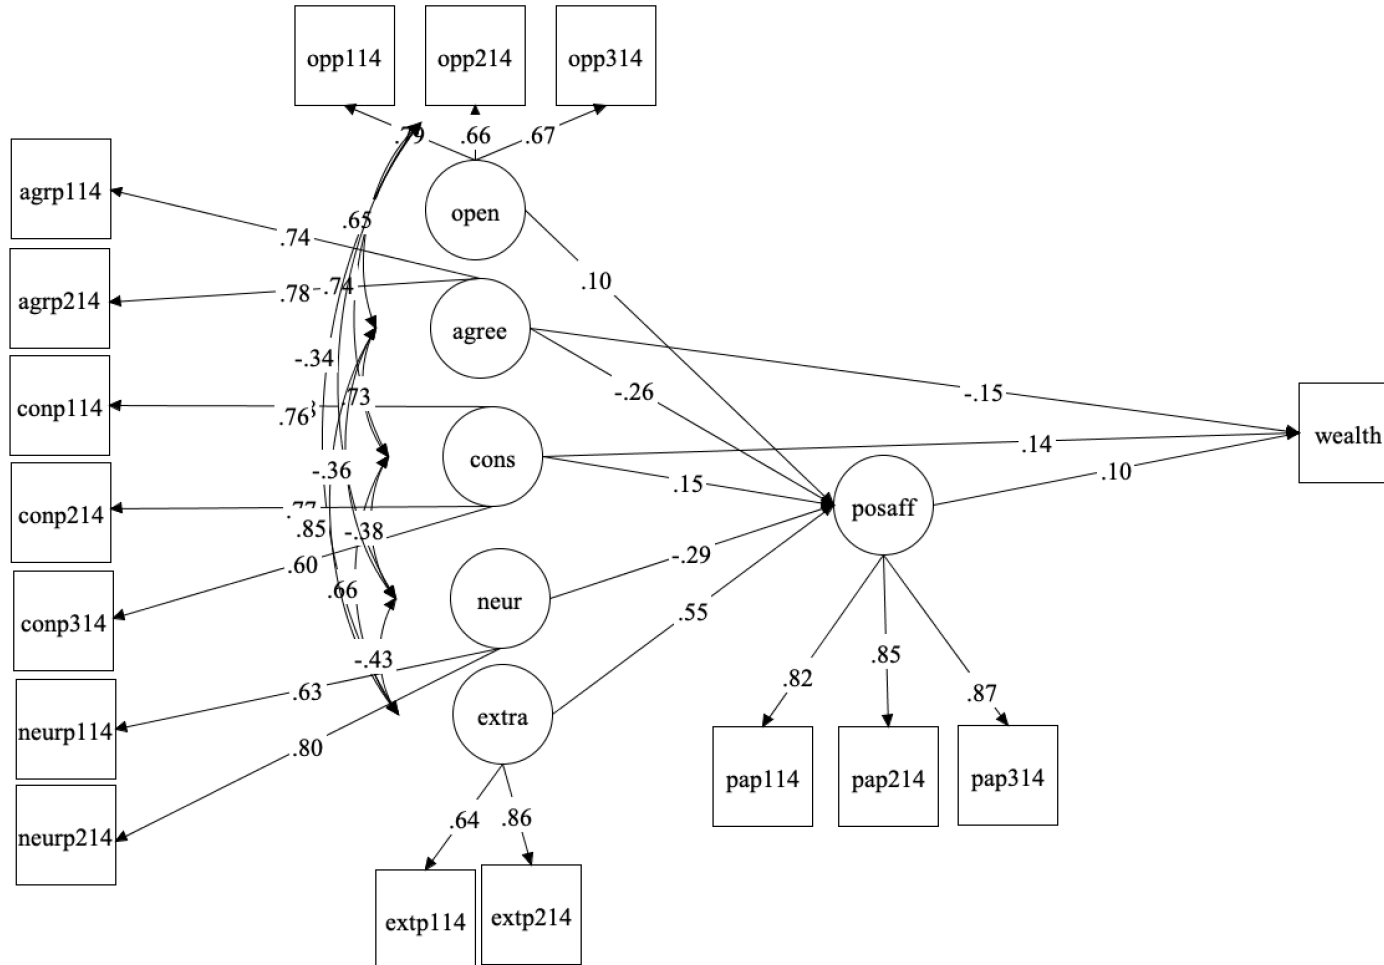 opp114
opp214
opp314
.79
.66
.67
agrp114
open
.65
.74
.10
agrp214
.78
.74
agree
-.34
-.26
-.15
conp114
.76
.73
wealth
.14
cons
-.36
.15
.10
conp214
.77
posaff
.85
-.38
.60
-.29
conp314
.66
neur
.55
-.43
.82
.85
.87
neurp114
.63
extra
.80
pap114
pap214
pap314
neurp214
.64
.86
extp114
extp214